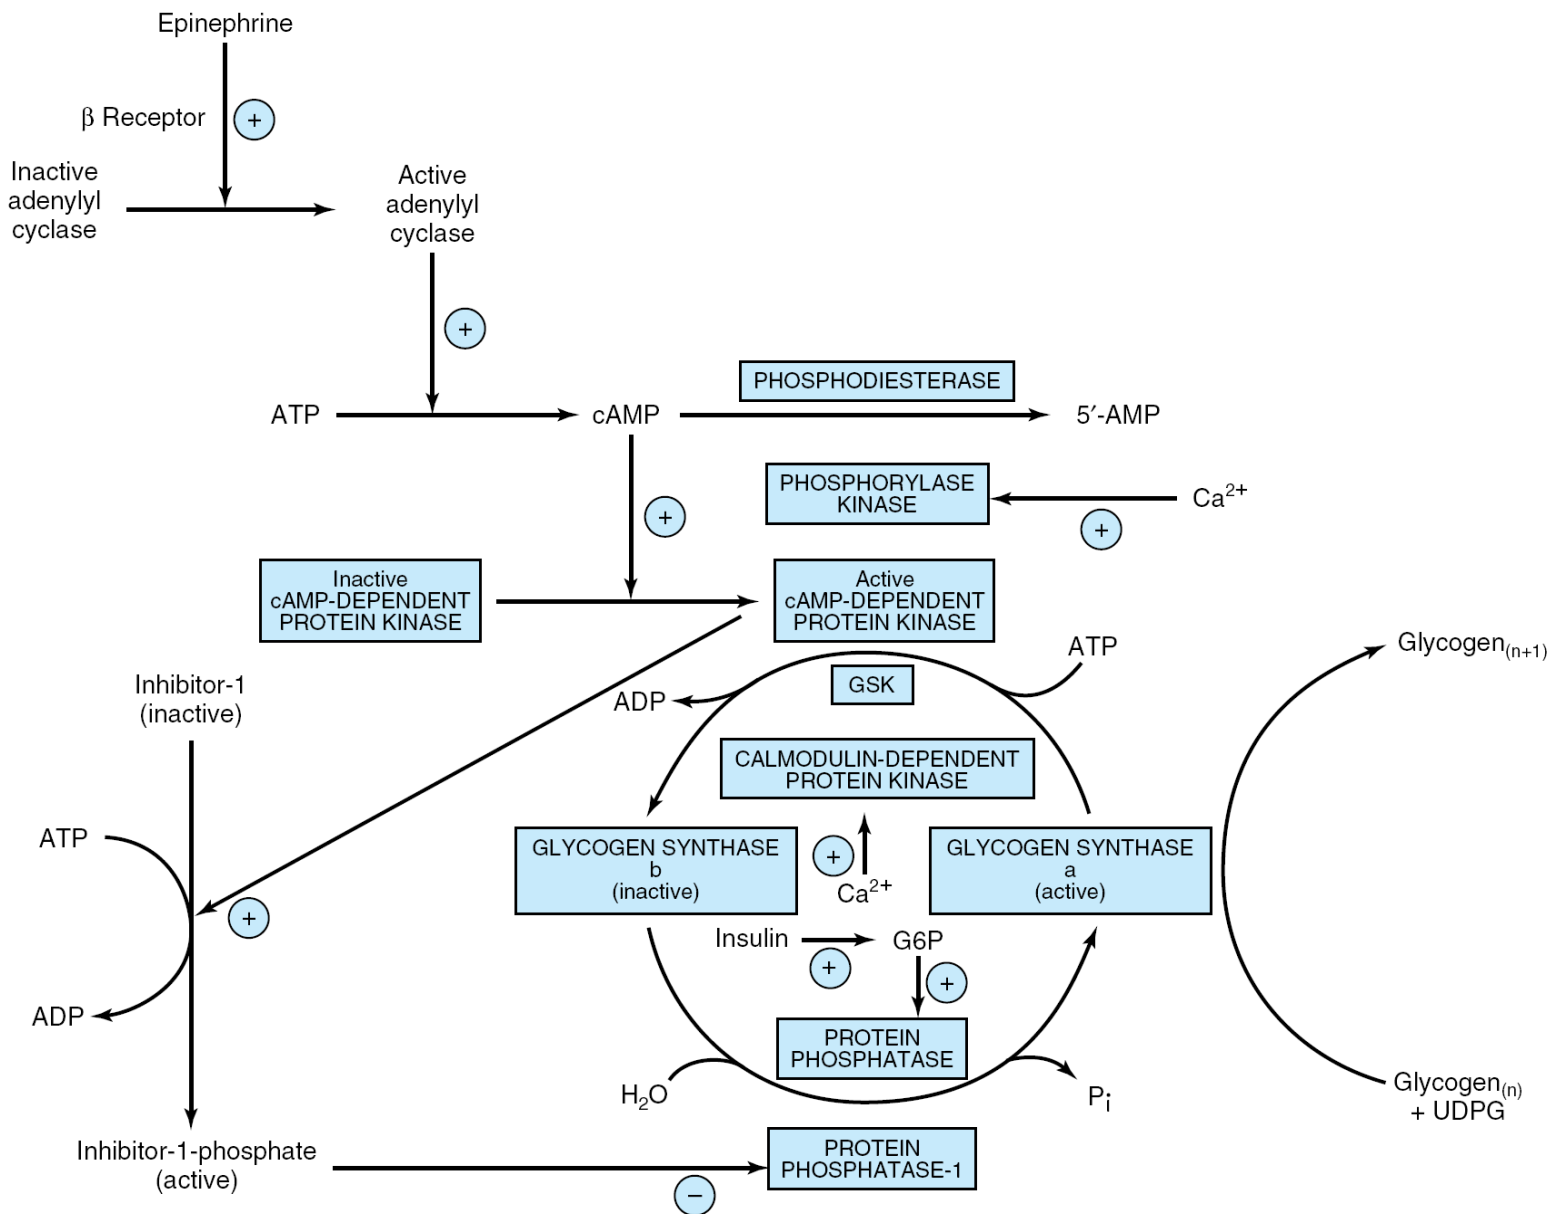 Epinephrine
β Receptor
+
Inactive
adenylyl
cyclase
Active
adenylyl
cyclase
+
PHOSPHODIESTERASE
ATP
cAMP
5′-AMP
PHOSPHORYLASE
KINASE
Ca²⁺
+
+
Inactive
cAMP-DEPENDENT
PROTEIN KINASE
Active
cAMP-DEPENDENT
PROTEIN KINASE
ATP
Glycogen(n+1)
GSK
ADP
Inhibitor-1
(inactive)
CALMODULIN-DEPENDENT
PROTEIN KINASE
ATP
GLYCOGEN SYNTHASE
b
(inactive)
+
Ca²⁺
GLYCOGEN SYNTHASE
a
(active)
+
Insulin
+
G6P
+
ADP
PROTEIN
PHOSPHATASE
H₂O
Pi
Glycogen(n)
+ UDPG
Inhibitor-1-phosphate
(active)
−
PROTEIN
PHOSPHATASE-1